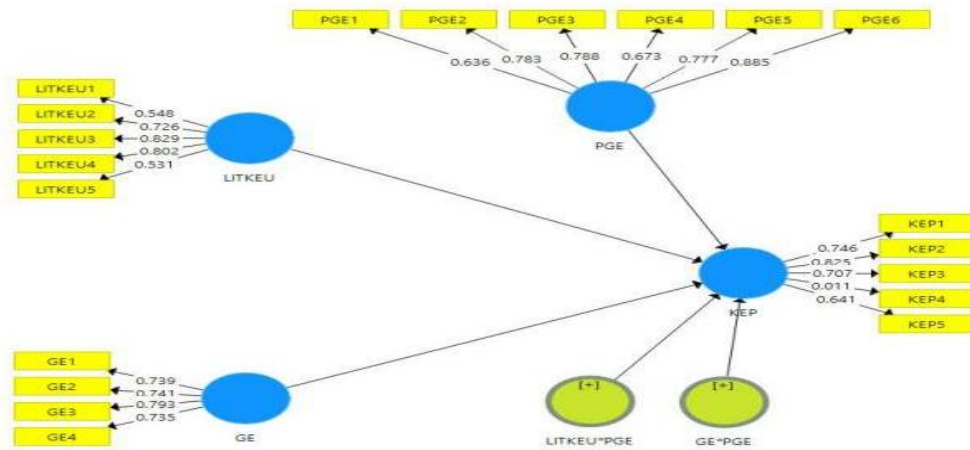 PGE1 PGE2 PGE3 PGE4 PGE5 PGE6
0.636 0.783 0.788 0.673 0.777 0.885
PGE
LITKEU1
LITKEU2
LITKEU3
LITKEU4
LITKEU5
0.548
0.726
0.829
0.802
0.531
LITKEU
KEP1
KEP2
KEP3
KEP4
KEP5
0.746
0.825
0.707
0.011
0.641
KEP
GE1
GE2
GE3
GE4
0.739
0.741
0.793
0.735
GE
[+]
LITKEU*PGE
[+]
GE*PGE